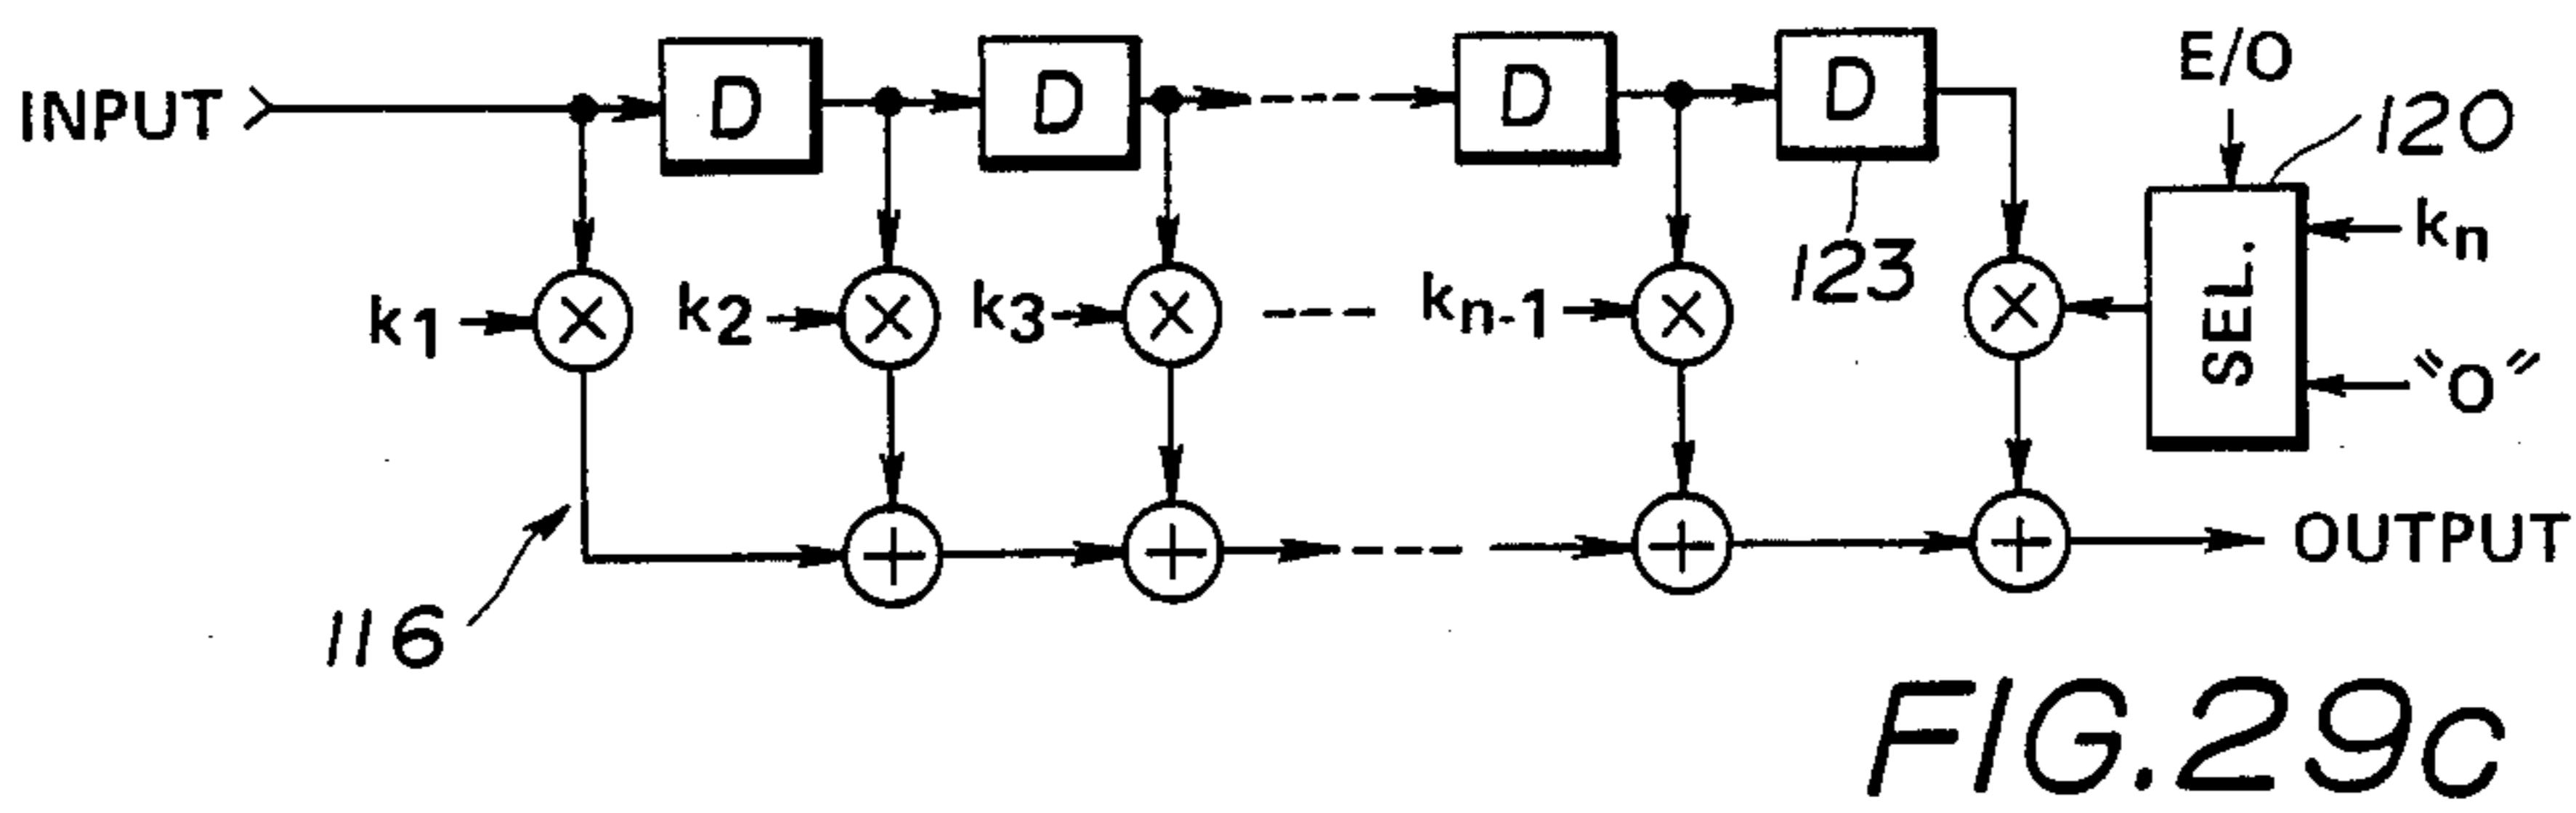 INPUT
D
D
D
D
E/O
120
kn
SEL.
"0"
123
k1
k2
k3
kn-1
116
OUTPUT
FIG.29c